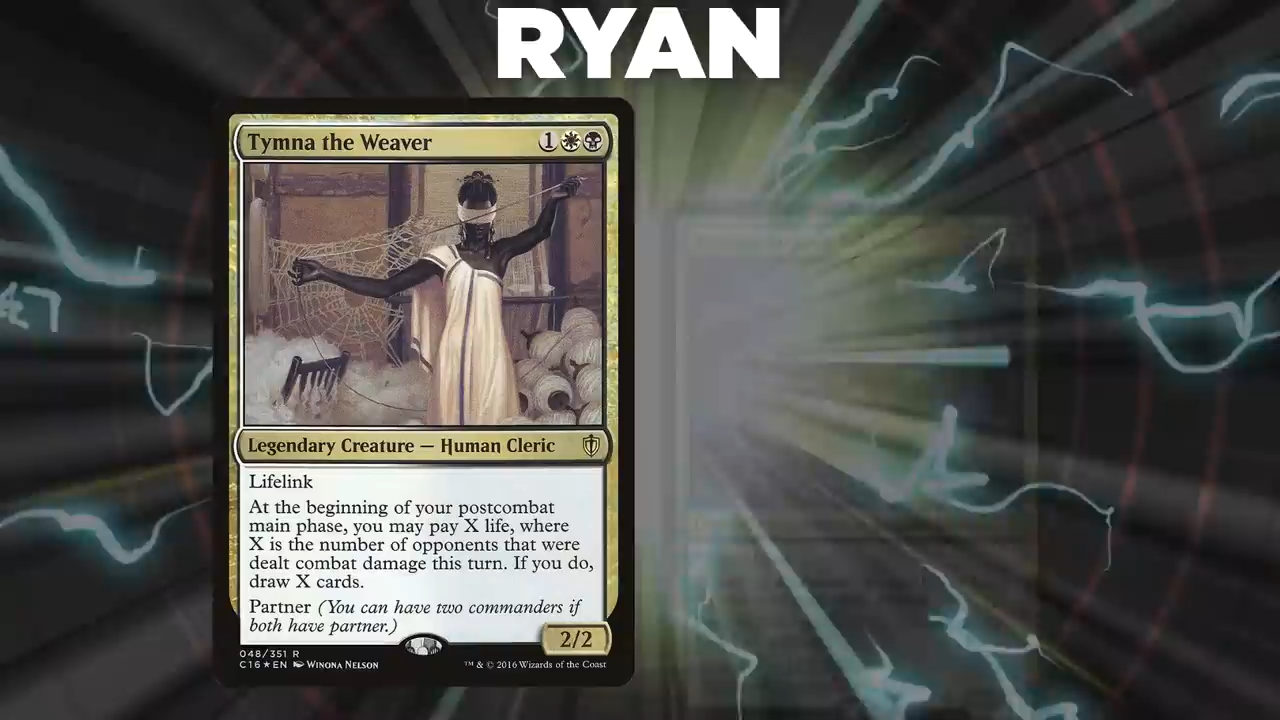 RYAN
Tymna the Weaver 1
Legendary Creature — Human Cleric
Lifelink
At the beginning of your postcombat
main phase, you may pay X life, where
X is the number of opponents that were
dealt combat damage this turn. If you do,
draw X cards.
Partner (You can have two commanders if
both have partner.)
2/2
048/351 R
C16★EN Winona Nelson
™ & © 2016 Wizards of the Coast